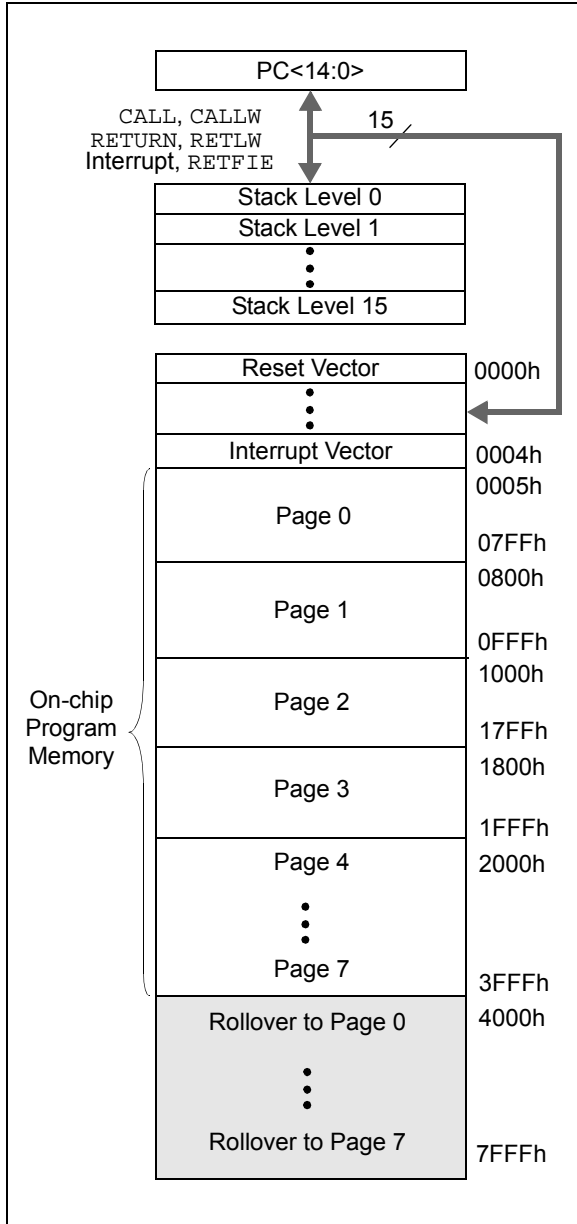 PC<14:0>
CALL, CALLW
RETURN, RETLW
Interrupt, RETFIE
15
Stack Level 0
Stack Level 1
Stack Level 15
Reset Vector
0000h
Interrupt Vector
0004h
0005h
Page 0
07FFh
0800h
Page 1
0FFFh
1000h
On-chip
Program
Memory
Page 2
17FFh
1800h
Page 3
1FFFh
Page 4
2000h
Page 7
3FFFh
Rollover to Page 0
4000h
Rollover to Page 7
7FFFh